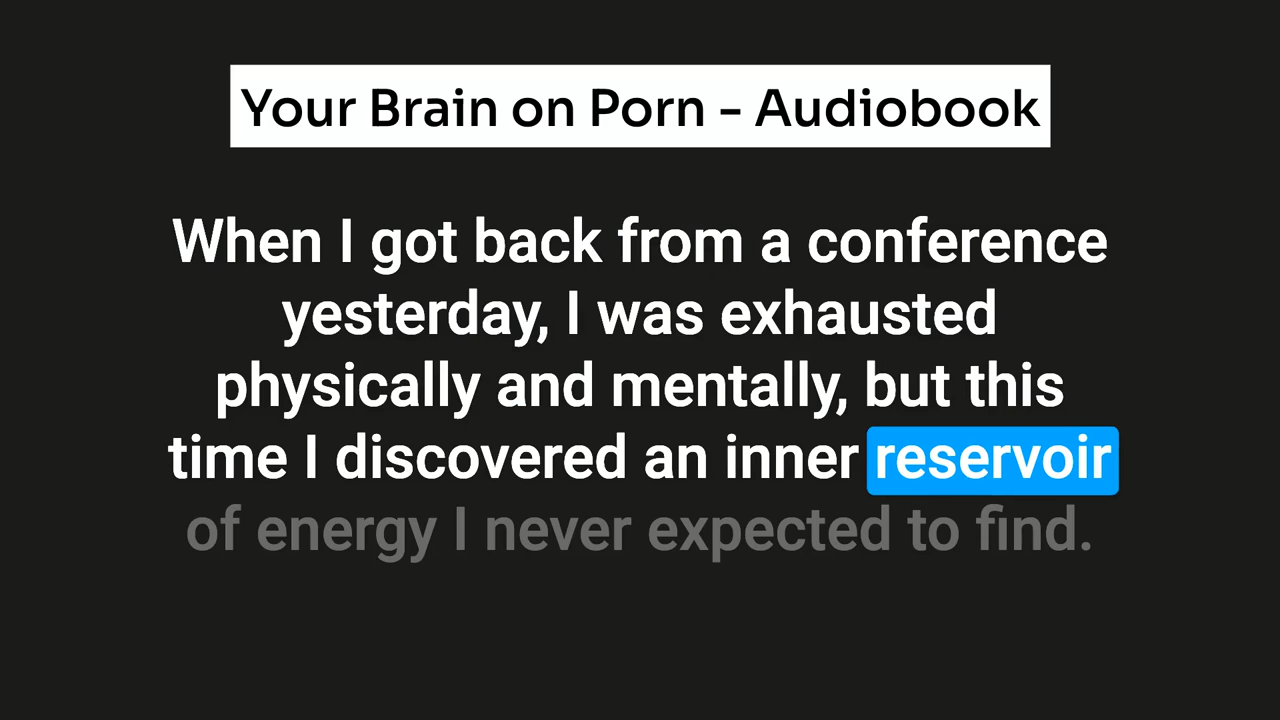 Your Brain on Porn - Audiobook
When I got back from a conference
yesterday, I was exhausted
physically and mentally, but this
time I discovered an inner reservoir
of energy I never expected to find.